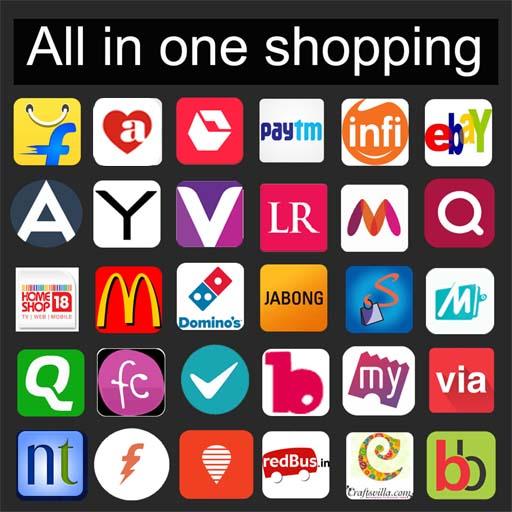 All in one shopping
f
a
paytm
infi
ebaY
A
Y
V
LR
M
Q
HOME
SHOP 18
TV | WEB | MOBILE
M
Domino's
JABONG
S
M
Q
fc
b
my
via
nt
f
redBus.in
e
Craftsvilla.com
bb